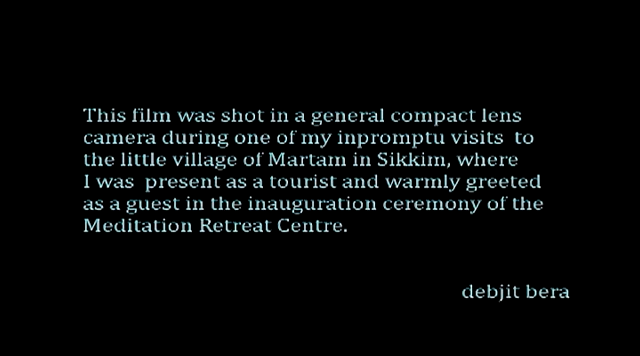 This film was shot in a general compact lens
camera during one of my inpromptu visits to
the little village of Martam in Sikkim, where
I was present as a tourist and warmly greeted
as a guest in the inauguration ceremony of the
Meditation Retreat Centre.
debjit bera